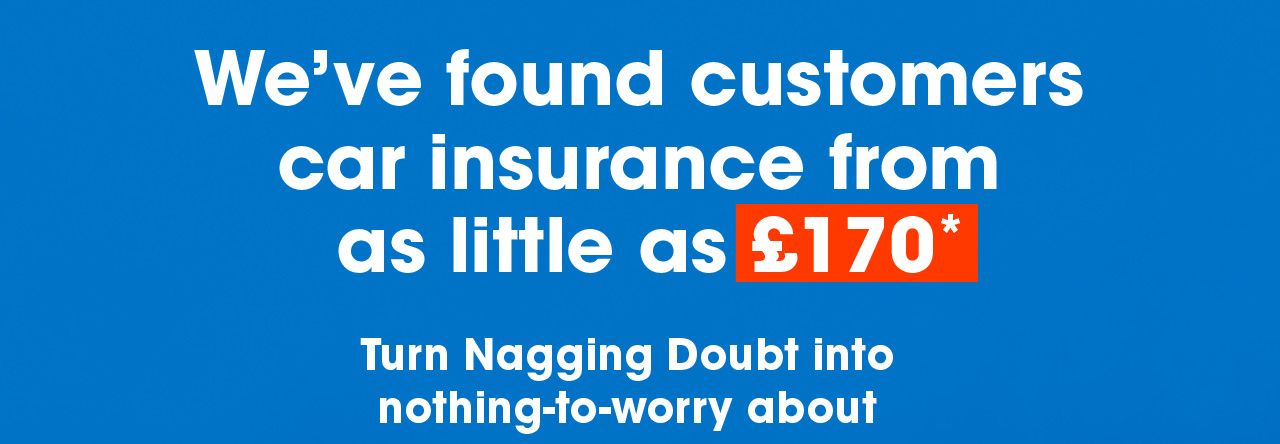 We’ve found customers
car insurance from
as little as £170*
Turn Nagging Doubt into
nothing-to-worry about